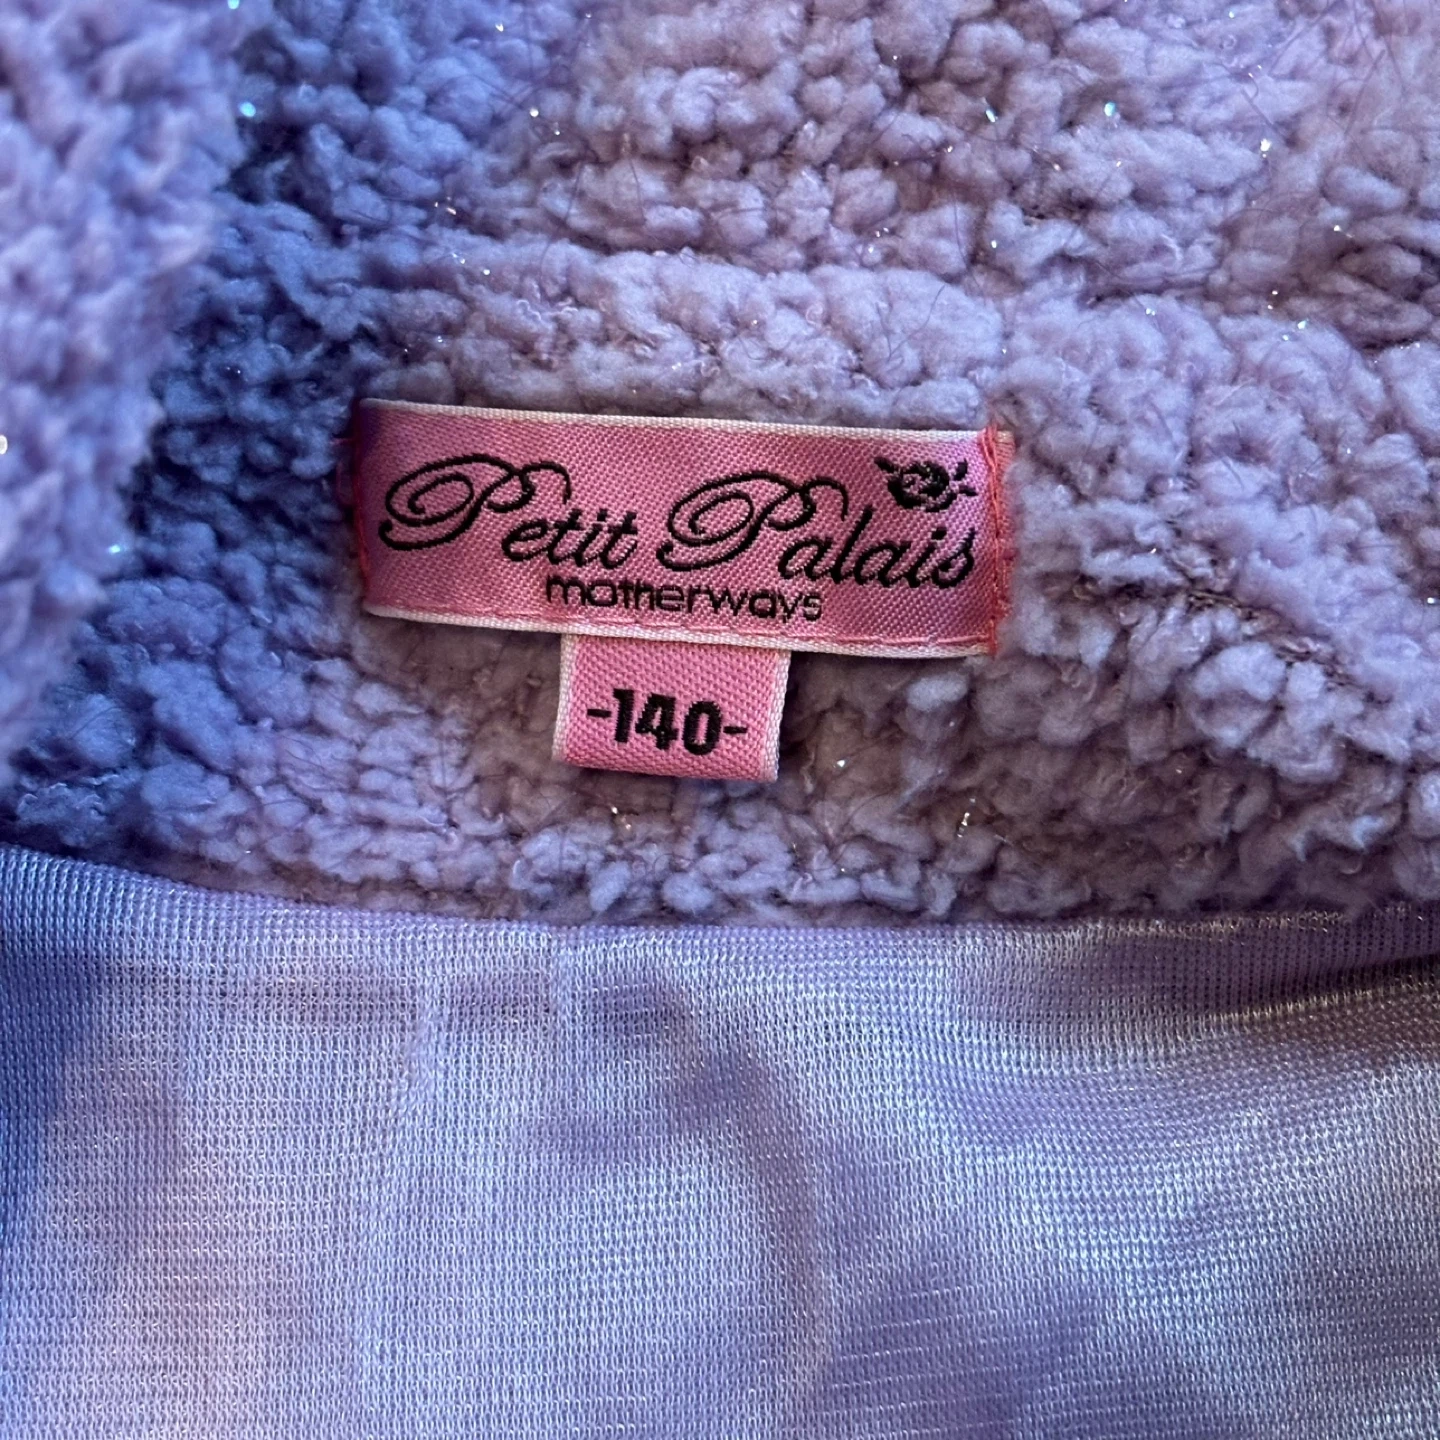 Petit Palais
motherways
-140-